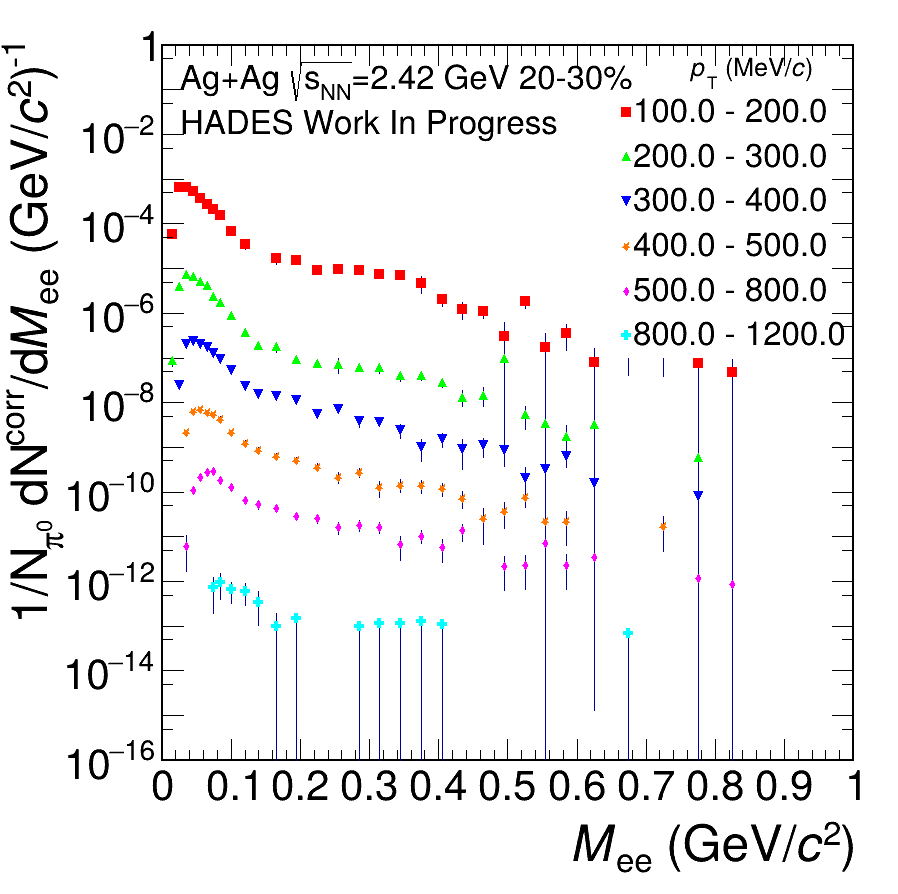 1/N_π⁰ dN^corr/dM_ee (GeV/c²)⁻¹
1
10⁻²
10⁻⁴
10⁻⁶
10⁻⁸
10⁻¹⁰
10⁻¹²
10⁻¹⁴
10⁻¹⁶
Ag+Ag √s_NN=2.42 GeV 20-30%
HADES Work In Progress
p_T (MeV/c)
100.0 - 200.0
200.0 - 300.0
300.0 - 400.0
400.0 - 500.0
500.0 - 800.0
800.0 - 1200.0
0 0.1 0.2 0.3 0.4 0.5 0.6 0.7 0.8 0.9 1
M_ee (GeV/c²)